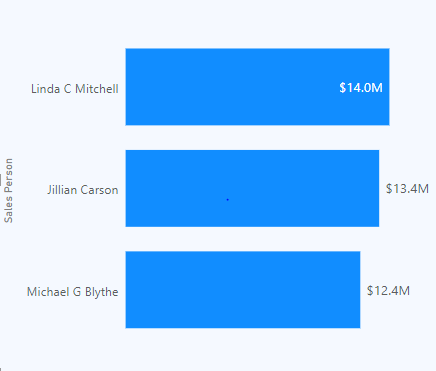 Sales Person
Linda C Mitchell
$14.0M
Jillian Carson
$13.4M
Michael G Blythe
$12.4M